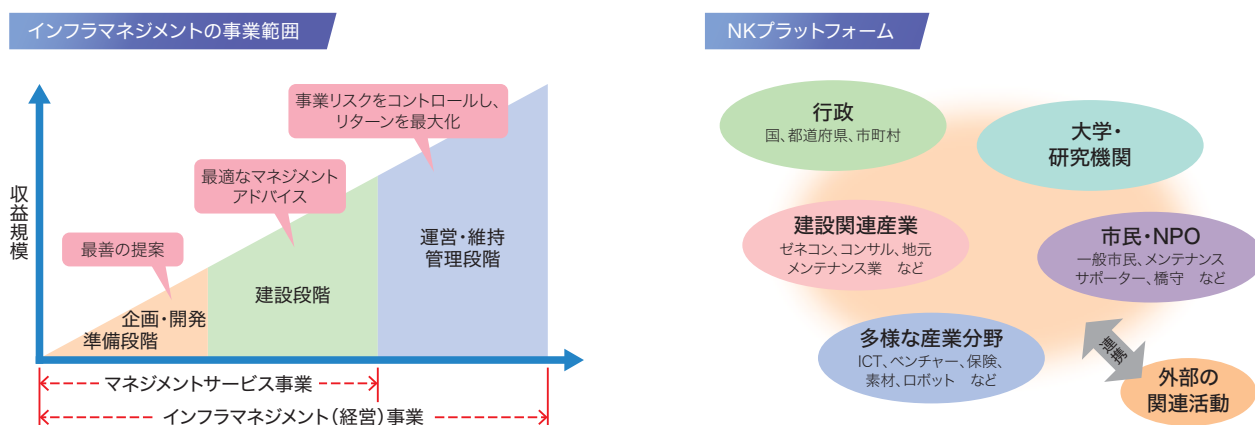 インフラマネジメントの事業範囲
収益規模
事業リスクをコントロールし、
リターンを最大化
最適なマネジメント
アドバイス
最善の提案
運営・維持
管理段階
建設段階
企画・開発
準備段階
マネジメントサービス事業
インフラマネジメント(経営)事業
NKプラットフォーム
行政
国、都道府県、市町村
大学・
研究機関
建設関連産業
ゼネコン、コンサル、地元
メンテナンス業 など
市民・NPO
一般市民、メンテナンス
サポーター、橋守 など
多様な産業分野
ICT、ベンチャー、保険、
素材、ロボット など
連携
外部の
関連活動